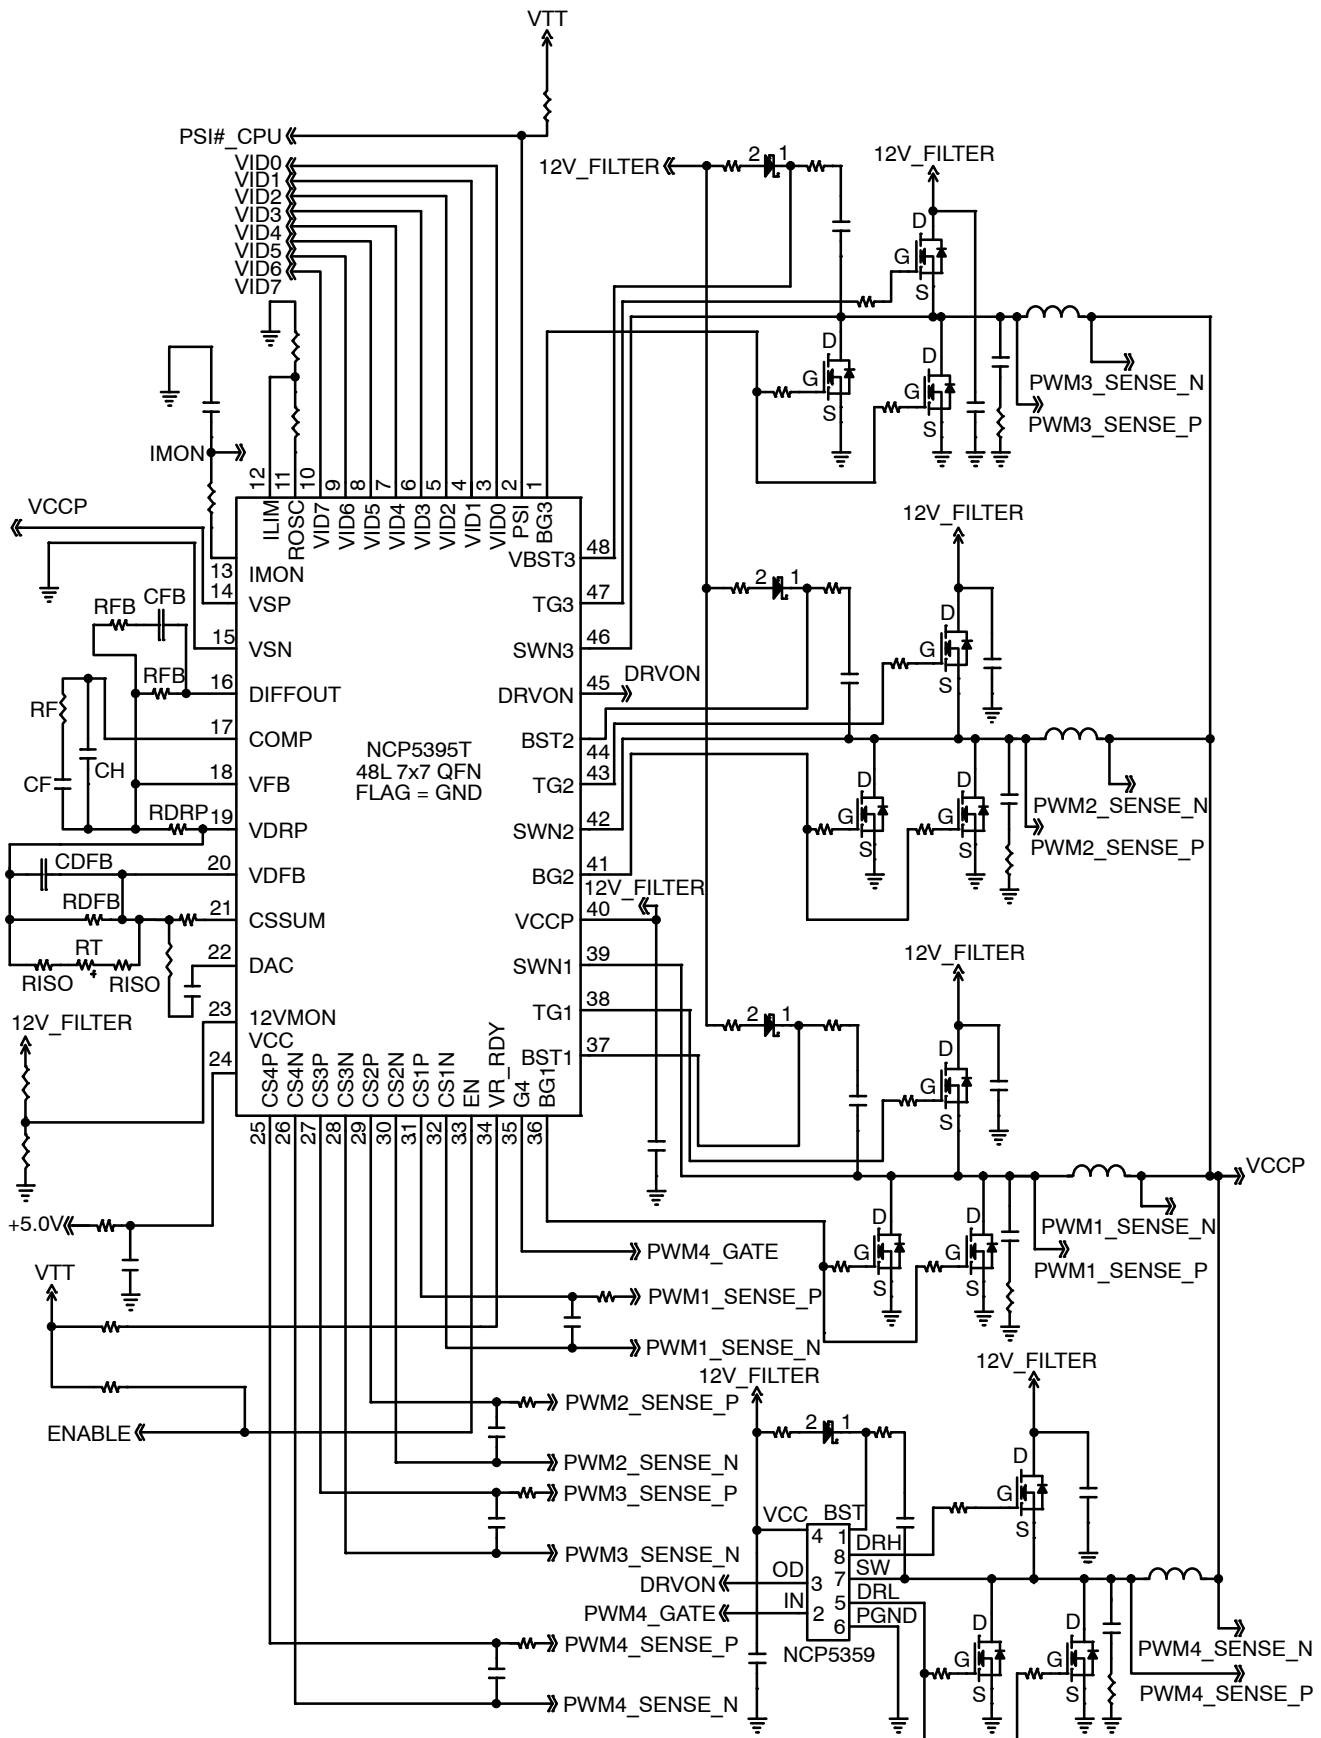 VTT
PSI#_CPU
VID0
VID1
VID2
VID3
VID4
VID5
VID6
VID7
12V_FILTER
2 1
12V_FILTER
D
G
S
D
G
S
D
G
S
PWM3_SENSE_N
PWM3_SENSE_P
IMON
VCCP
12 11 10 9 8 7 6 5 4 3 2 1
ILIM ROSC VID7 VID6 VID5 VID4 VID3 VID2 VID1 VID0 PSI BG3
13 IMON
14 VSP
15 VSN
16 DIFFOUT
17 COMP
18 VFB
19 VDRP
20 VDFB
21 CSSUM
22 DAC
23 12VMON
VCC
24
NCP5395T
48L 7x7 QFN
FLAG = GND
VBST3 48
TG3 47
SWN3 46
DRVON 45
DRVON
BST2
44
TG2 43
SWN2 42
BG2 41
12V_FILTER
VCCP 40
SWN1 39
TG1 38
BST1 37
CS4P CS4N CS3P CS3N CS2P CS2N CS1P CS1N EN VR_RDY G4 BG1
25 26 27 28 29 30 31 32 33 34 35 36
RFB CFB
RFB
RF
CF
CH
RDRP
CDFB
RDFB
RT
RISO RISO
12V_FILTER
+5.0V
VTT
ENABLE
12V_FILTER
2 1
D
G
S
D
G
S
D
G
S
PWM2_SENSE_N
PWM2_SENSE_P
12V_FILTER
2 1
D
G
S
VCCP
D
G
S
D
G
S
PWM1_SENSE_N
PWM1_SENSE_P
PWM4_GATE
PWM1_SENSE_P
PWM1_SENSE_N
PWM2_SENSE_P
PWM2_SENSE_N
PWM3_SENSE_P
PWM3_SENSE_N
PWM4_SENSE_P
PWM4_SENSE_N
12V_FILTER
2 1
12V_FILTER
D
G
S
VCC BST
4 1
8 DRH
7 SW
OD 3
5 DRL
IN 2
6 PGND
DRVON
PWM4_GATE
NCP5359
D
G
S
D
G
S
PWM4_SENSE_N
PWM4_SENSE_P